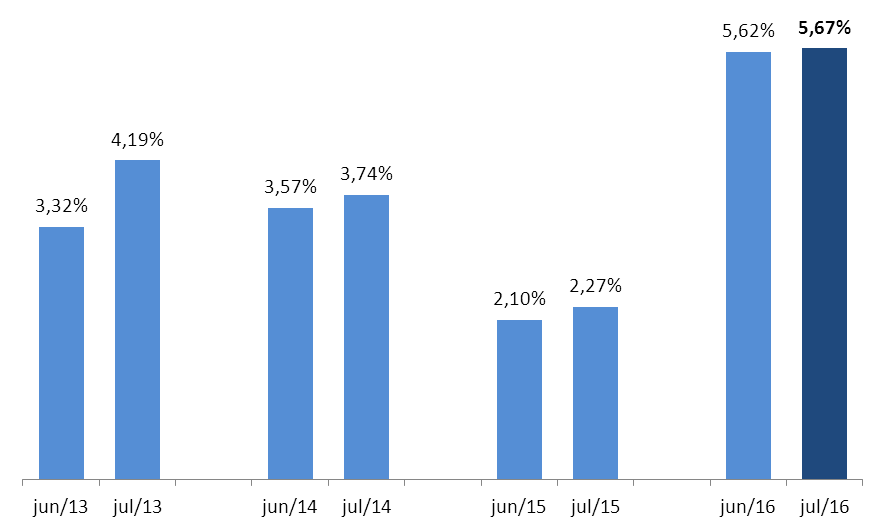 5,62%
5,67%
4,19%
3,74%
3,57%
3,32%
2,27%
2,10%
jun/13
jul/13
jun/14
jul/14
jun/15
jul/15
jun/16
jul/16